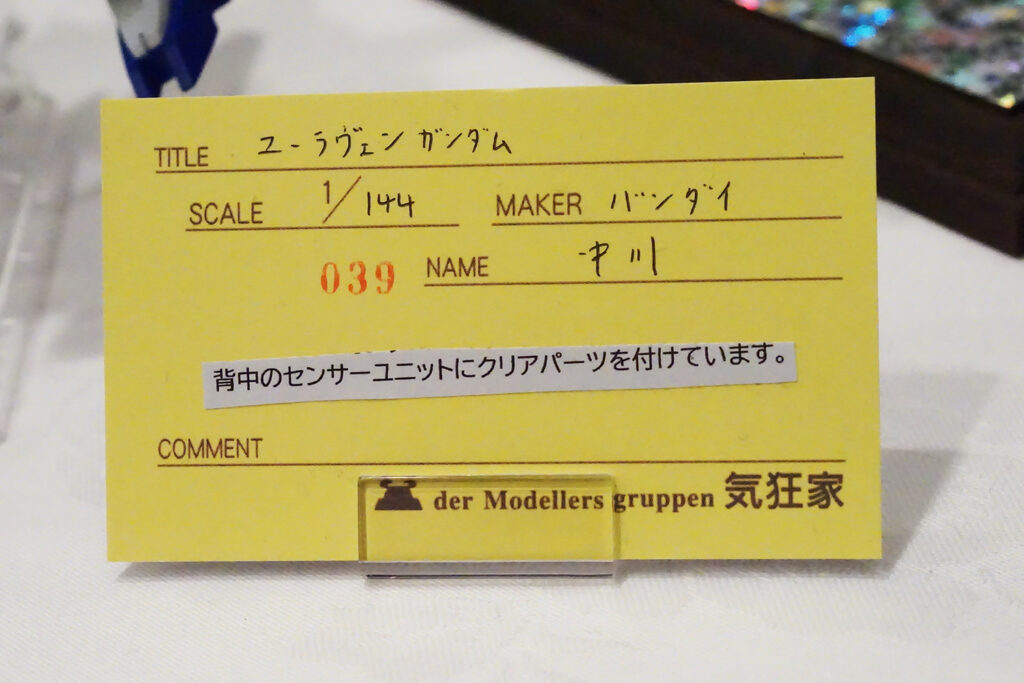 TITLE ユーラヴェンガンダム
SCALE 1/144 MAKER バンダイ
039 NAME 中川
背中のセンサーユニットにクリアパーツを付けています。
COMMENT
der Modellers gruppen 気狂家